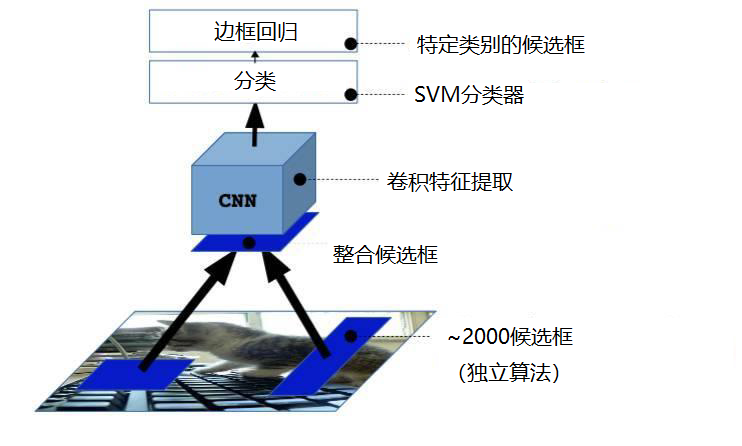 边框回归
特定类别的候选框
分类
SVM分类器
CNN
卷积特征提取
整合候选框
~2000候选框
（独立算法）